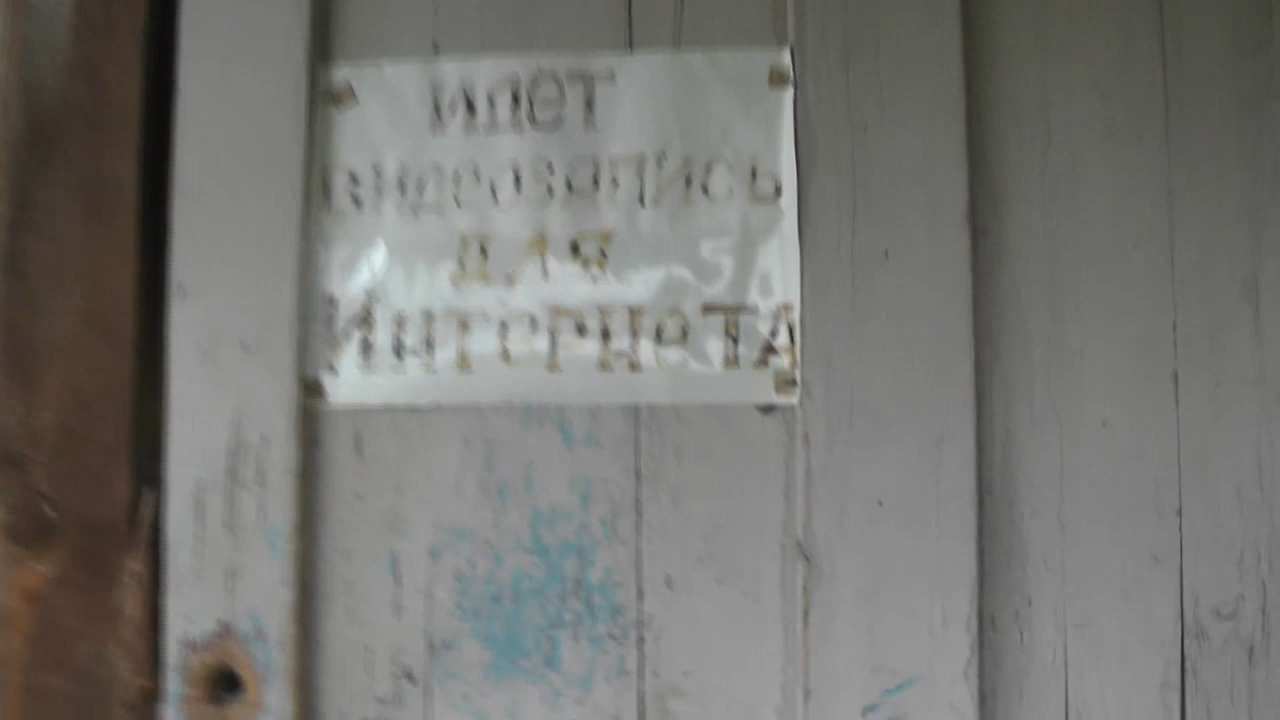 идет
видеозапись
для
Интернета